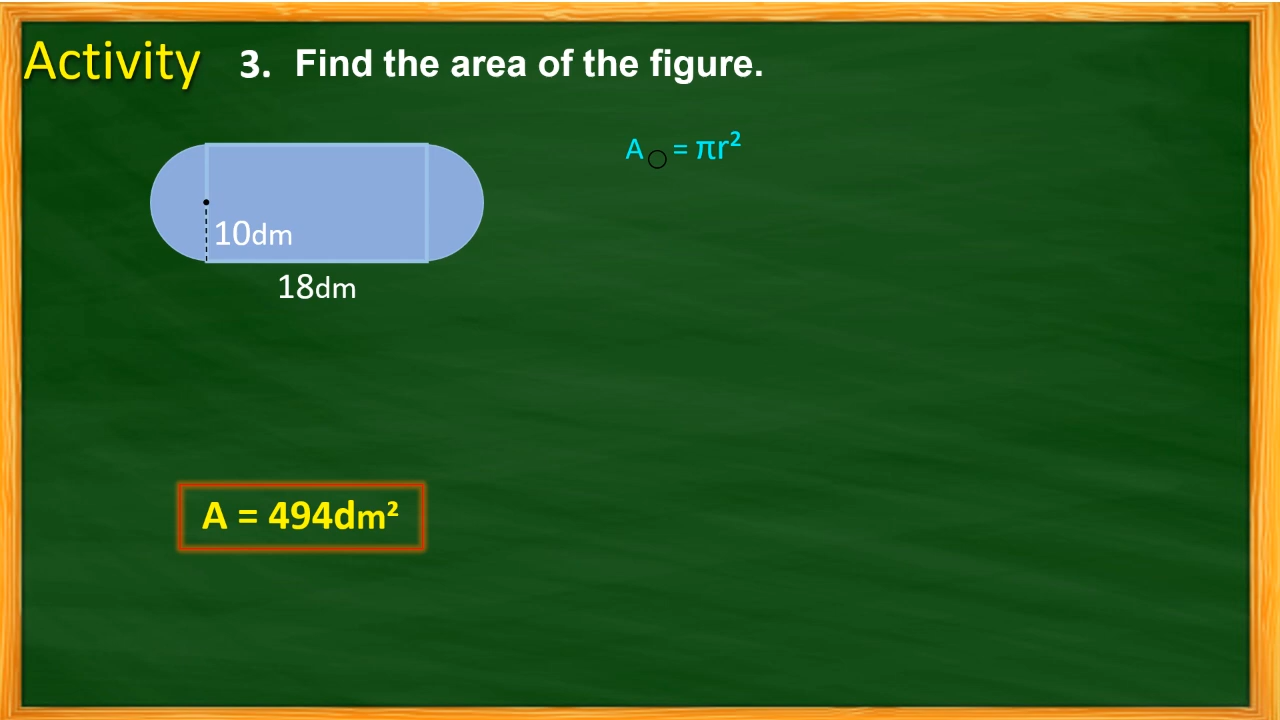 Activity 3. Find the area of the figure.
A○ = πr²
10dm
18dm
A = 494dm²